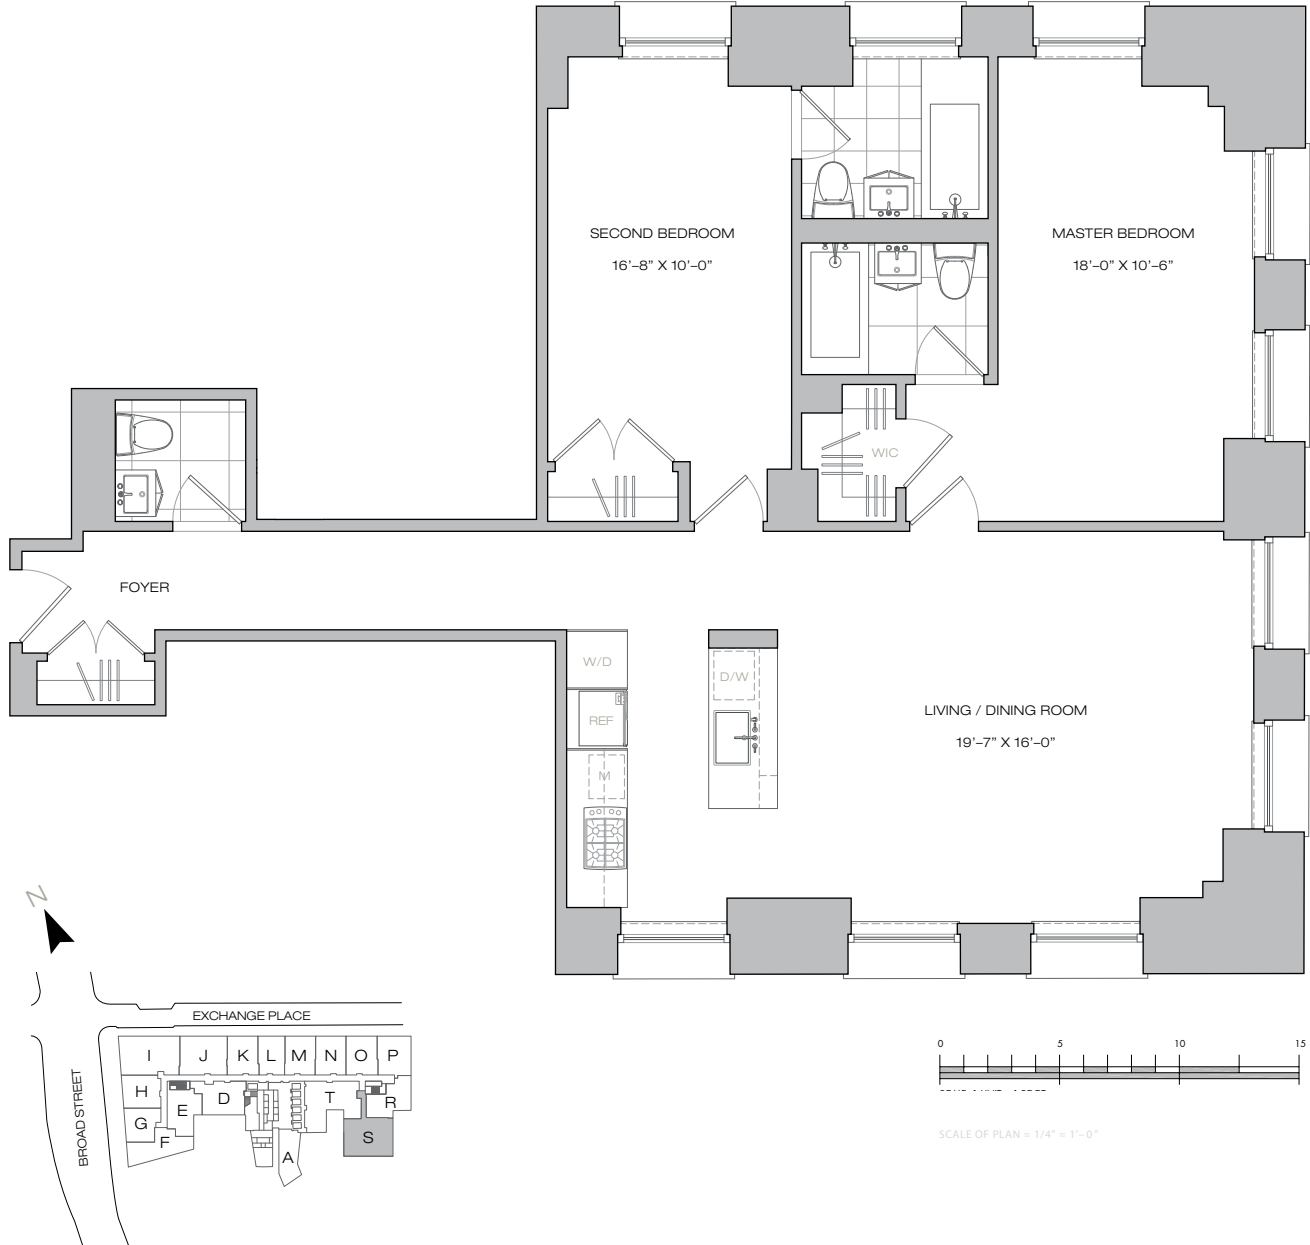 SECOND BEDROOM
16’–8” X 10’–0”
MASTER BEDROOM
18’–0” X 10’–6”
WIC
FOYER
W/D
D/W
REF
M
LIVING / DINING ROOM
19’–7” X 16’–0”
N
EXCHANGE PLACE
BROAD STREET
I J K L M N O P
H
G
F
E
D
A
T
R
S
0 5 10 15
SCALE OF PLAN = 1/4” = 1’–0”